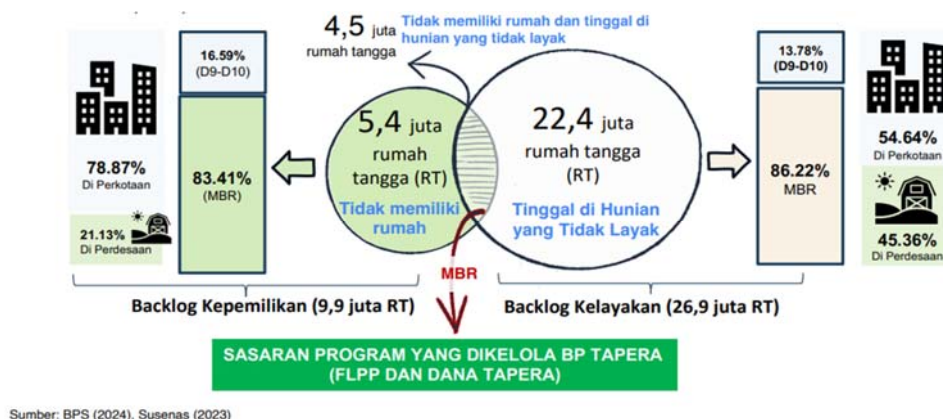 4,5 juta
rumah tangga
Tidak memiliki rumah dan tinggal di
hunian yang tidak layak
16.59%
(D9-D10)
78.87%
Di Perkotaan
83.41%
(MBR)
21.13%
Di Perdesaan
5,4 juta
rumah
tangga (RT)
Tidak memiliki
rumah
22,4 juta
rumah tangga
(RT)
Tinggal di Hunian
yang Tidak Layak
13.78%
(D9-D10)
86.22%
MBR
54.64%
Di Perkotaan
45.36%
Di Perdesaan
MBR
Backlog Kepemilikan (9,9 juta RT)
Backlog Kelayakan (26,9 juta RT)
SASARAN PROGRAM YANG DIKELOLA BP TAPERA
(FLPP DAN DANA TAPERA)
Sumber: BPS (2024), Susenas (2023)